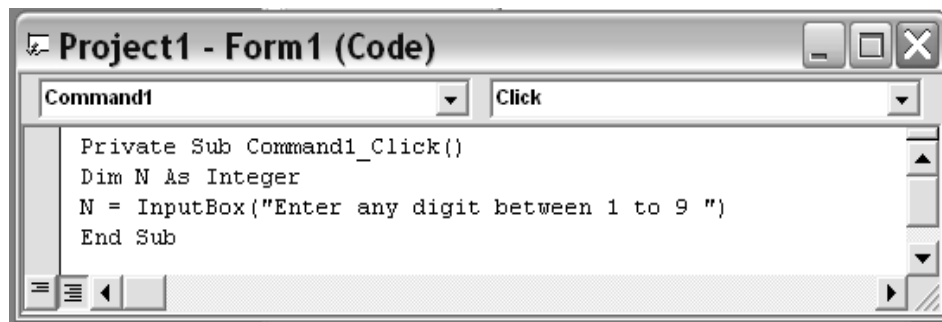 Project1 - Form1 (Code)
Command1 Click
Private Sub Command1_Click()
Dim N As Integer
N = InputBox("Enter any digit between 1 to 9 ")
End Sub